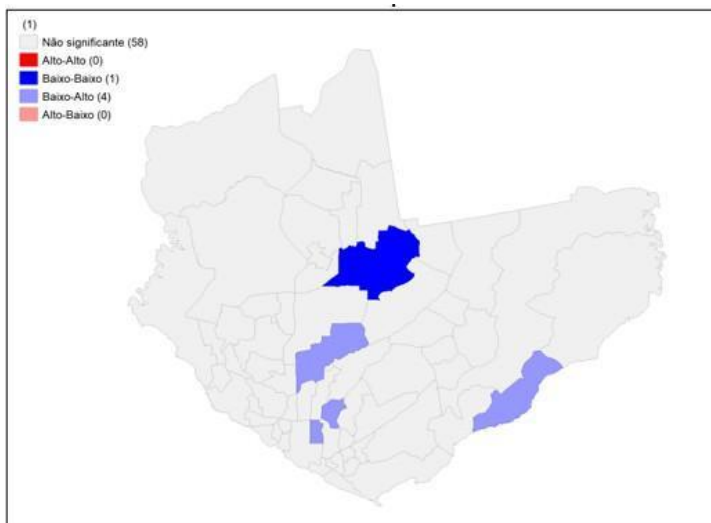 (1)
Não significante (58)
Alto-Alto (0)
Baixo-Baixo (1)
Baixo-Alto (4)
Alto-Baixo (0)